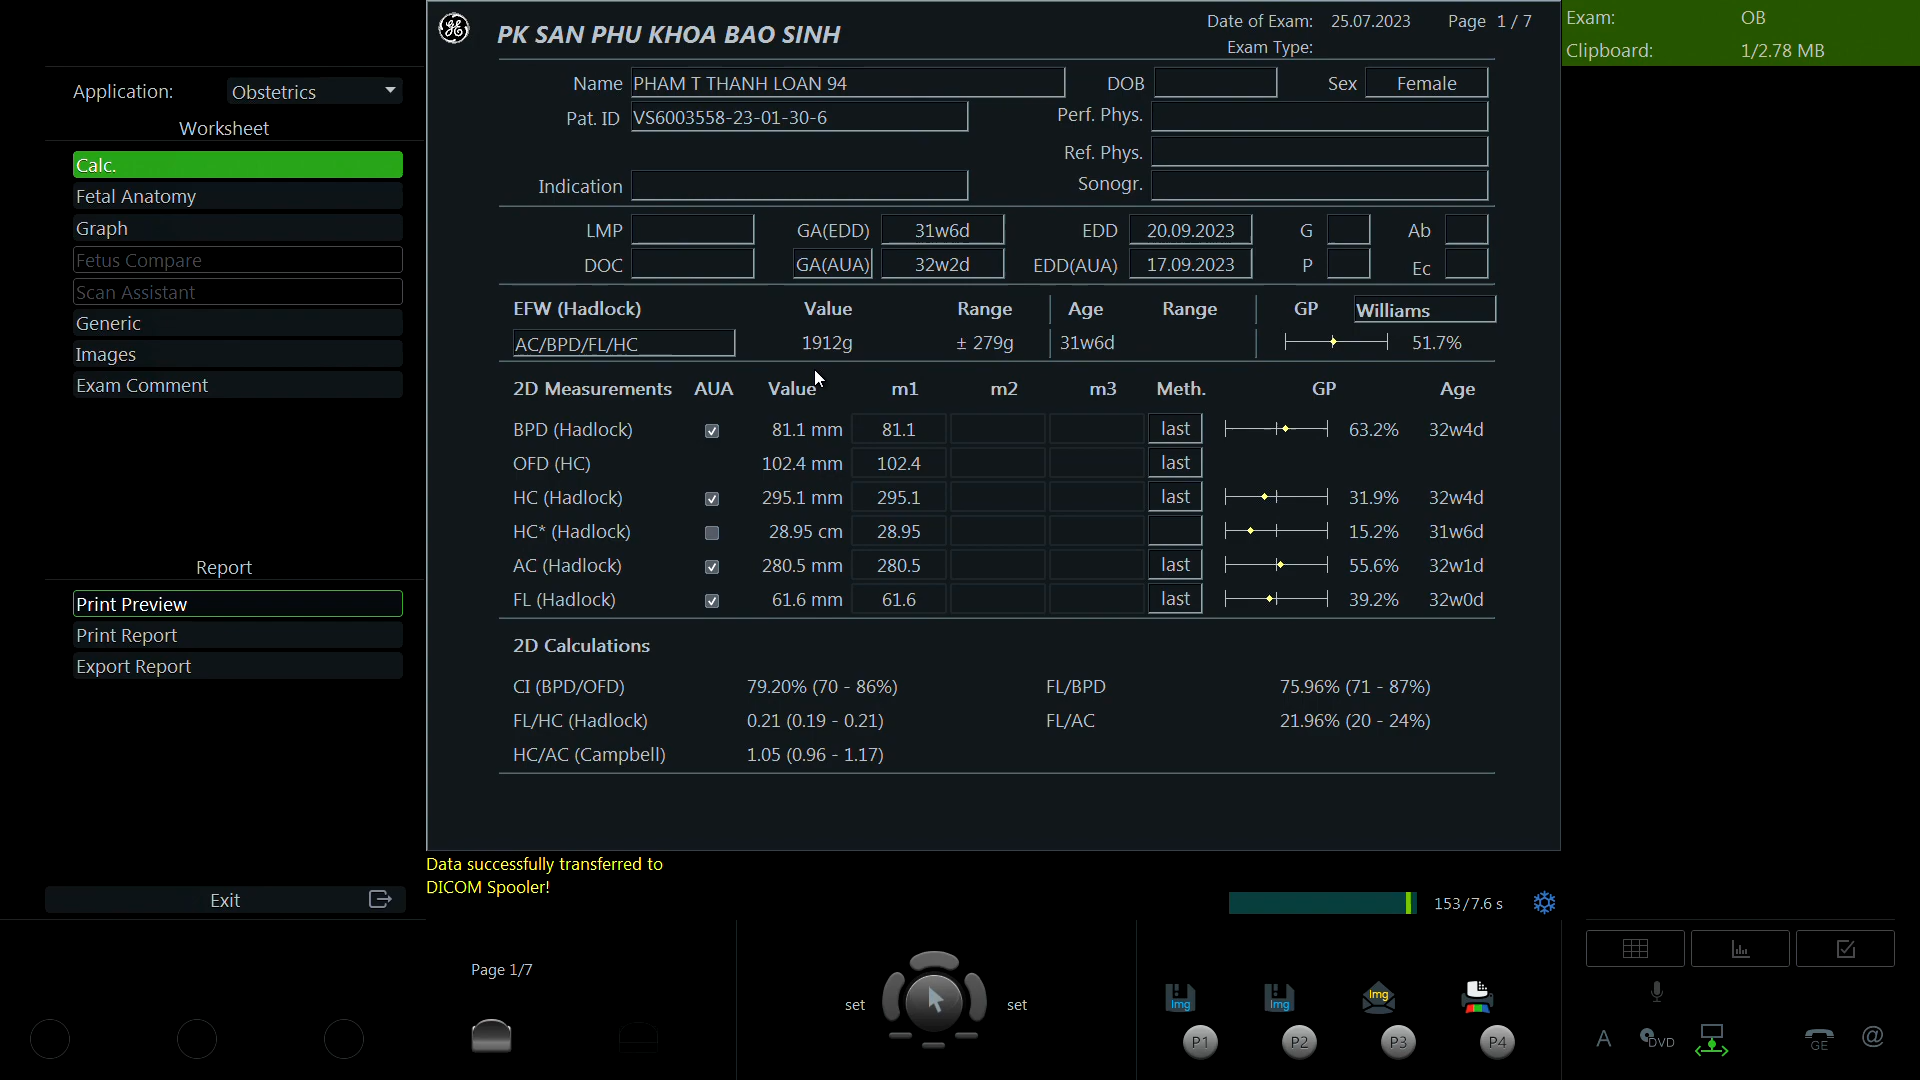 PK SAN PHU KHOA BAO SINH
Date of Exam: 25.07.2023 Page 1 / 7
Exam Type:
Exam: OB
Clipboard: 1/2.78 MB
Application: Obstetrics
Worksheet
Calc.
Fetal Anatomy
Graph
Fetus Compare
Scan Assistant
Generic
Images
Exam Comment
Report
Print Preview
Print Report
Export Report
Exit
Name PHAM T THANH LOAN 94 DOB Sex Female
Pat. ID VS6003558-23-01-30-6 Perf. Phys.
Ref. Phys.
Indication Sonogr.
LMP GA(EDD) 31w6d EDD 20.09.2023 G Ab
DOC GA(AUA) 32w2d EDD(AUA) 17.09.2023 P Ec
EFW (Hadlock) Value Range Age Range GP Williams
AC/BPD/FL/HC 1912g ± 279g 31w6d 51.7%
2D Measurements AUA Value m1 m2 m3 Meth. GP Age
BPD (Hadlock) 81.1 mm 81.1 last 63.2% 32w4d
OFD (HC) 102.4 mm 102.4 last
HC (Hadlock) 295.1 mm 295.1 last 31.9% 32w4d
HC* (Hadlock) 28.95 cm 28.95 15.2% 31w6d
AC (Hadlock) 280.5 mm 280.5 last 55.6% 32w1d
FL (Hadlock) 61.6 mm 61.6 last 39.2% 32w0d
2D Calculations
CI (BPD/OFD) 79.20% (70 - 86%) FL/BPD 75.96% (71 - 87%)
FL/HC (Hadlock) 0.21 (0.19 - 0.21) FL/AC 21.96% (20 - 24%)
HC/AC (Campbell) 1.05 (0.96 - 1.17)
Data successfully transferred to
DICOM Spooler!
153/7.6 s
Page 1/7
set set
Img Img Img
P1 P2 P3 P4
A DVD GE @